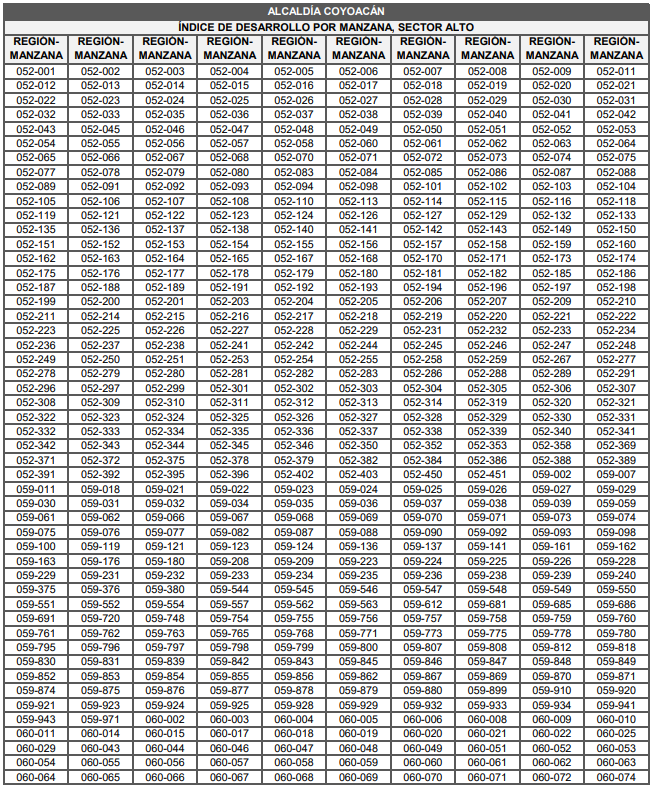 ALCALDÍA COYOACÁN
ÍNDICE DE DESARROLLO POR MANZANA, SECTOR ALTO
REGIÓN- REGIÓN- REGIÓN- REGIÓN- REGIÓN- REGIÓN- REGIÓN- REGIÓN- REGIÓN- REGIÓN-
MANZANA MANZANA MANZANA MANZANA MANZANA MANZANA MANZANA MANZANA MANZANA MANZANA
052-001 052-002 052-003 052-004 052-005 052-006 052-007 052-008 052-009 052-011
052-012 052-013 052-014 052-015 052-016 052-017 052-018 052-019 052-020 052-021
052-022 052-023 052-024 052-025 052-026 052-027 052-028 052-029 052-030 052-031
052-032 052-033 052-035 052-036 052-037 052-038 052-039 052-040 052-041 052-042
052-043 052-045 052-046 052-047 052-048 052-049 052-050 052-051 052-052 052-053
052-054 052-055 052-056 052-057 052-058 052-060 052-061 052-062 052-063 052-064
052-065 052-066 052-067 052-068 052-070 052-071 052-072 052-073 052-074 052-075
052-077 052-078 052-079 052-080 052-083 052-084 052-085 052-086 052-087 052-088
052-089 052-091 052-092 052-093 052-094 052-098 052-101 052-102 052-103 052-104
052-105 052-106 052-107 052-108 052-110 052-113 052-114 052-115 052-116 052-118
052-119 052-121 052-122 052-123 052-124 052-126 052-127 052-129 052-132 052-133
052-135 052-136 052-137 052-138 052-140 052-141 052-142 052-143 052-149 052-150
052-151 052-152 052-153 052-154 052-155 052-156 052-157 052-158 052-159 052-160
052-162 052-163 052-164 052-165 052-167 052-168 052-170 052-171 052-173 052-174
052-175 052-176 052-177 052-178 052-179 052-180 052-181 052-182 052-185 052-186
052-187 052-188 052-189 052-191 052-192 052-193 052-194 052-196 052-197 052-198
052-199 052-200 052-201 052-203 052-204 052-205 052-206 052-207 052-209 052-210
052-211 052-214 052-215 052-216 052-217 052-218 052-219 052-220 052-221 052-222
052-223 052-225 052-226 052-227 052-228 052-229 052-231 052-232 052-233 052-234
052-236 052-237 052-238 052-241 052-242 052-244 052-245 052-246 052-247 052-248
052-249 052-250 052-251 052-253 052-254 052-255 052-258 052-259 052-267 052-277
052-278 052-279 052-280 052-281 052-282 052-283 052-286 052-288 052-289 052-291
052-296 052-297 052-299 052-301 052-302 052-303 052-304 052-305 052-306 052-307
052-308 052-309 052-310 052-311 052-312 052-313 052-314 052-319 052-320 052-321
052-322 052-323 052-324 052-325 052-326 052-327 052-328 052-329 052-330 052-331
052-332 052-333 052-334 052-335 052-336 052-337 052-338 052-339 052-340 052-341
052-342 052-343 052-344 052-345 052-346 052-350 052-352 052-353 052-358 052-369
052-371 052-372 052-375 052-378 052-379 052-382 052-384 052-386 052-388 052-389
052-391 052-392 052-395 052-396 052-402 052-403 052-450 052-451 059-002 059-007
059-011 059-018 059-021 059-022 059-023 059-024 059-025 059-026 059-027 059-029
059-030 059-031 059-032 059-034 059-035 059-036 059-037 059-038 059-039 059-059
059-061 059-062 059-066 059-067 059-068 059-069 059-070 059-071 059-073 059-074
059-075 059-076 059-077 059-082 059-087 059-088 059-090 059-092 059-093 059-098
059-100 059-119 059-121 059-123 059-124 059-136 059-137 059-141 059-161 059-162
059-163 059-176 059-180 059-208 059-209 059-223 059-224 059-225 059-226 059-228
059-229 059-231 059-232 059-233 059-234 059-235 059-236 059-238 059-239 059-240
059-375 059-376 059-380 059-544 059-545 059-546 059-547 059-548 059-549 059-550
059-551 059-552 059-554 059-557 059-562 059-563 059-612 059-681 059-685 059-686
059-691 059-720 059-748 059-754 059-755 059-756 059-757 059-758 059-759 059-760
059-761 059-762 059-763 059-765 059-768 059-771 059-773 059-775 059-778 059-780
059-795 059-796 059-797 059-798 059-799 059-800 059-807 059-808 059-812 059-818
059-830 059-831 059-839 059-842 059-843 059-845 059-846 059-847 059-848 059-849
059-852 059-853 059-854 059-855 059-856 059-862 059-867 059-869 059-870 059-871
059-874 059-875 059-876 059-877 059-878 059-879 059-880 059-899 059-910 059-920
059-921 059-923 059-924 059-925 059-928 059-929 059-932 059-933 059-934 059-941
059-943 059-971 060-002 060-003 060-004 060-005 060-006 060-008 060-009 060-010
060-011 060-014 060-015 060-017 060-018 060-019 060-020 060-021 060-022 060-025
060-029 060-043 060-044 060-046 060-047 060-048 060-049 060-051 060-052 060-053
060-054 060-055 060-056 060-057 060-058 060-059 060-060 060-061 060-062 060-063
060-064 060-065 060-066 060-067 060-068 060-069 060-070 060-071 060-072 060-074